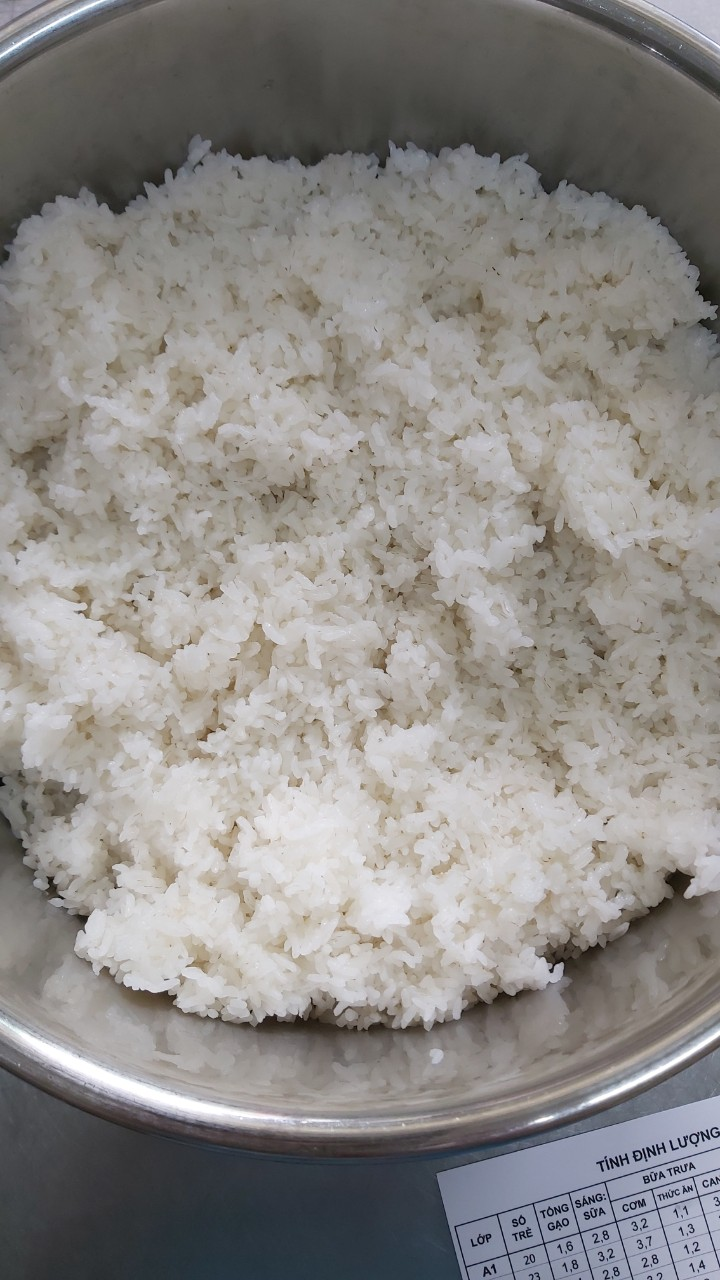 TÍNH ĐỊNH LƯỢNG
LỚP SỐ TRẺ TỔNG GẠO SÁNG: SỮA BỮA TRƯA
CƠM THỨC ĂN
A1 20 1,6 2,8 3,2 1,1
1,8 3,2 3,7 1,3
2,8 2,8 1,2
1,4